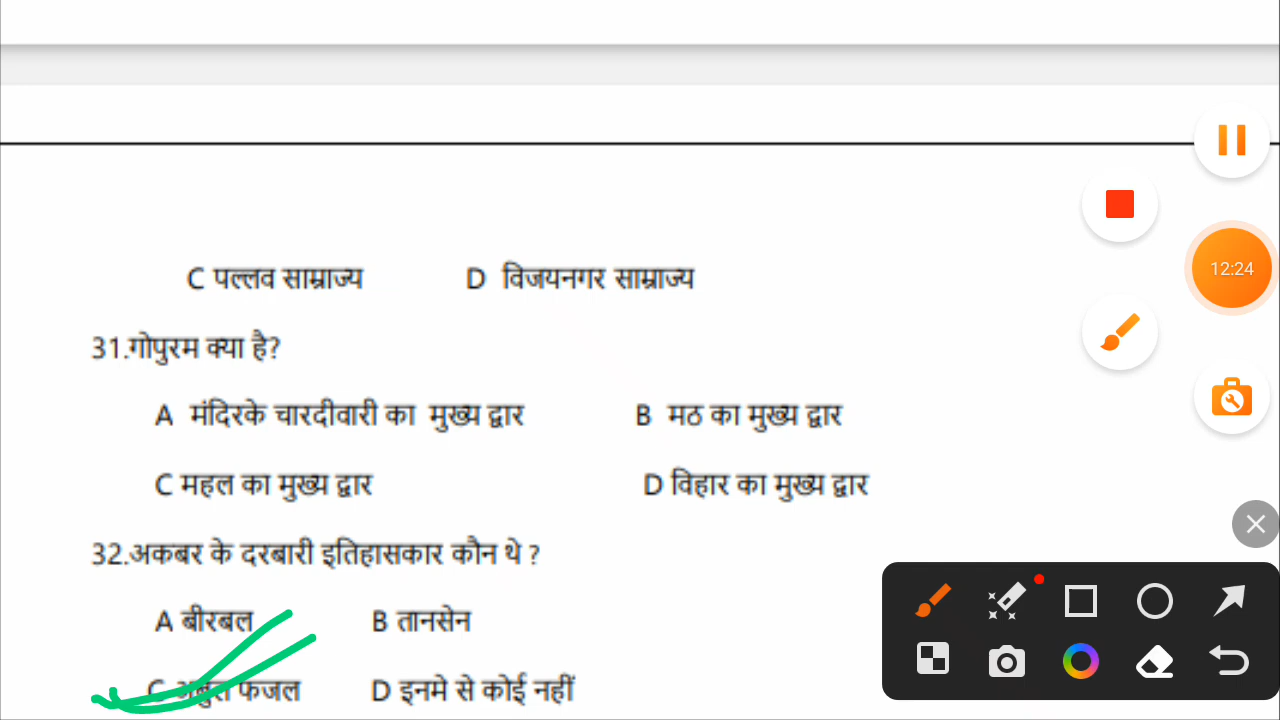 C पल्लव साम्राज्य D विजयनगर साम्राज्य
31.गोपुरम क्या है?
A मंदिरके चारदीवारी का मुख्य द्वार B मठ का मुख्य द्वार
C महल का मुख्य द्वार D विहार का मुख्य द्वार
32.अकबर के दरबारी इतिहासकार कौन थे ?
A बीरबल B तानसेन
C अबुल फजल D इनमे से कोई नहीं
12:24